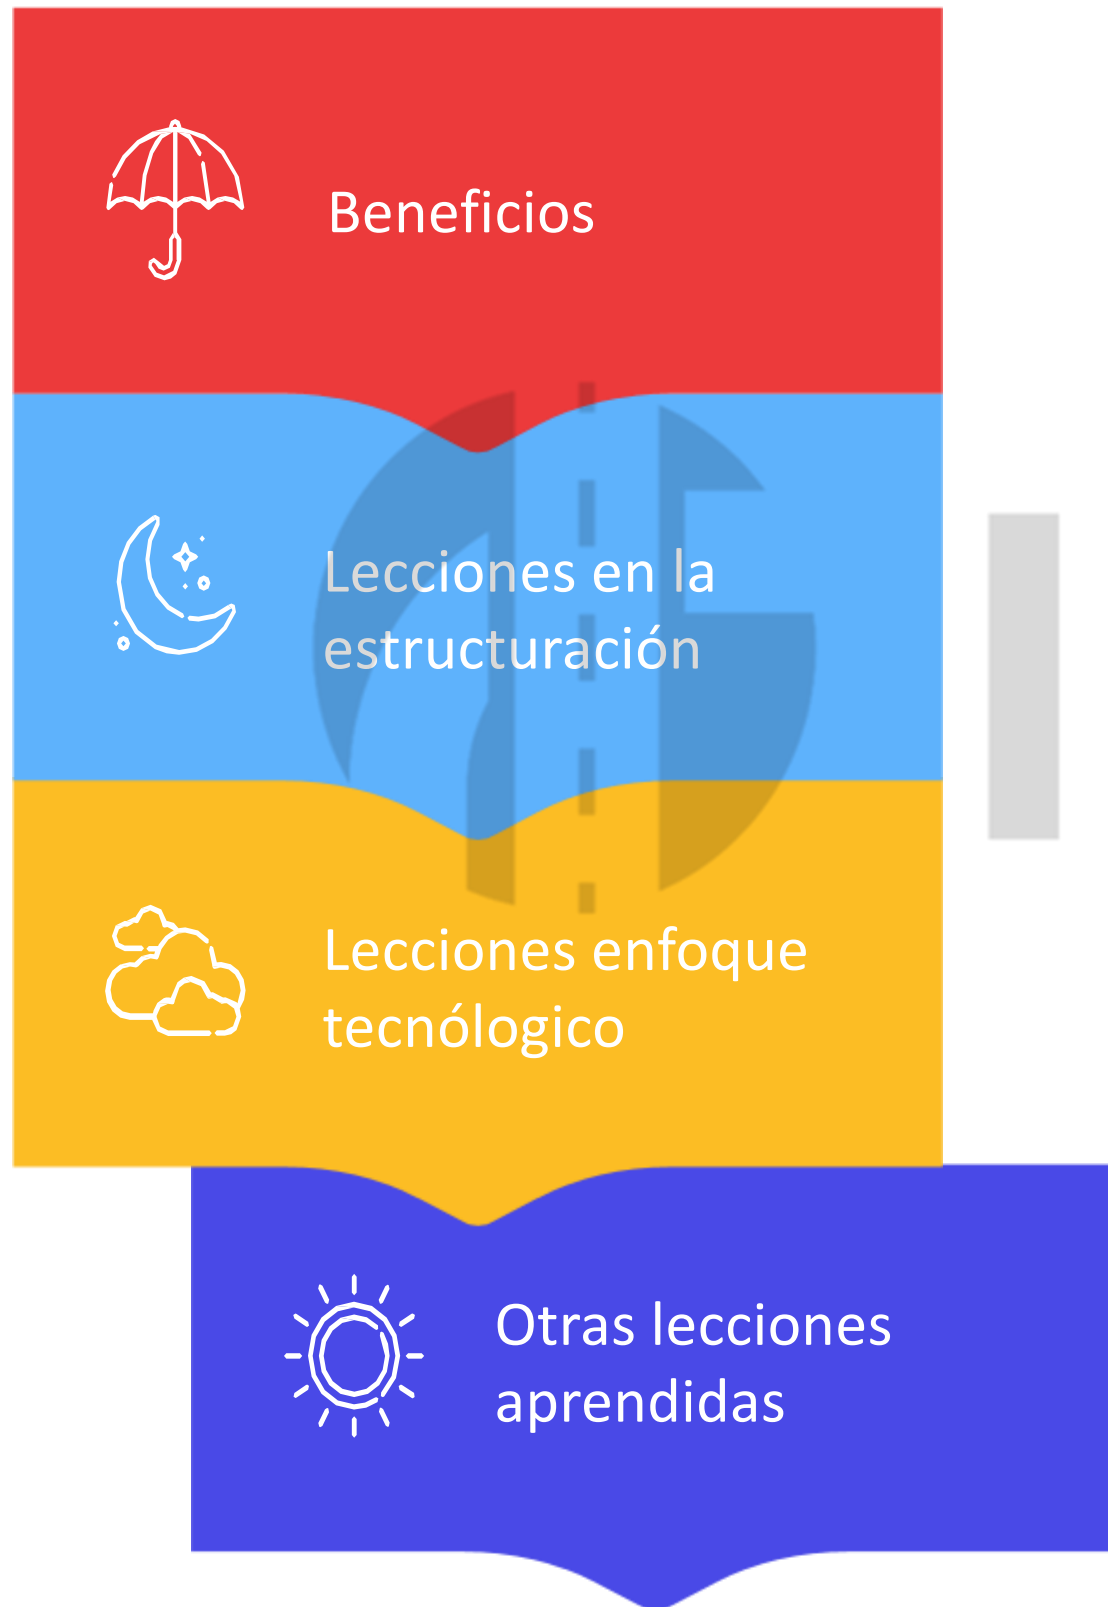 Beneficios
Lecciones en la
estructuración
Lecciones enfoque
tecnólogico
Otras lecciones
aprendidas